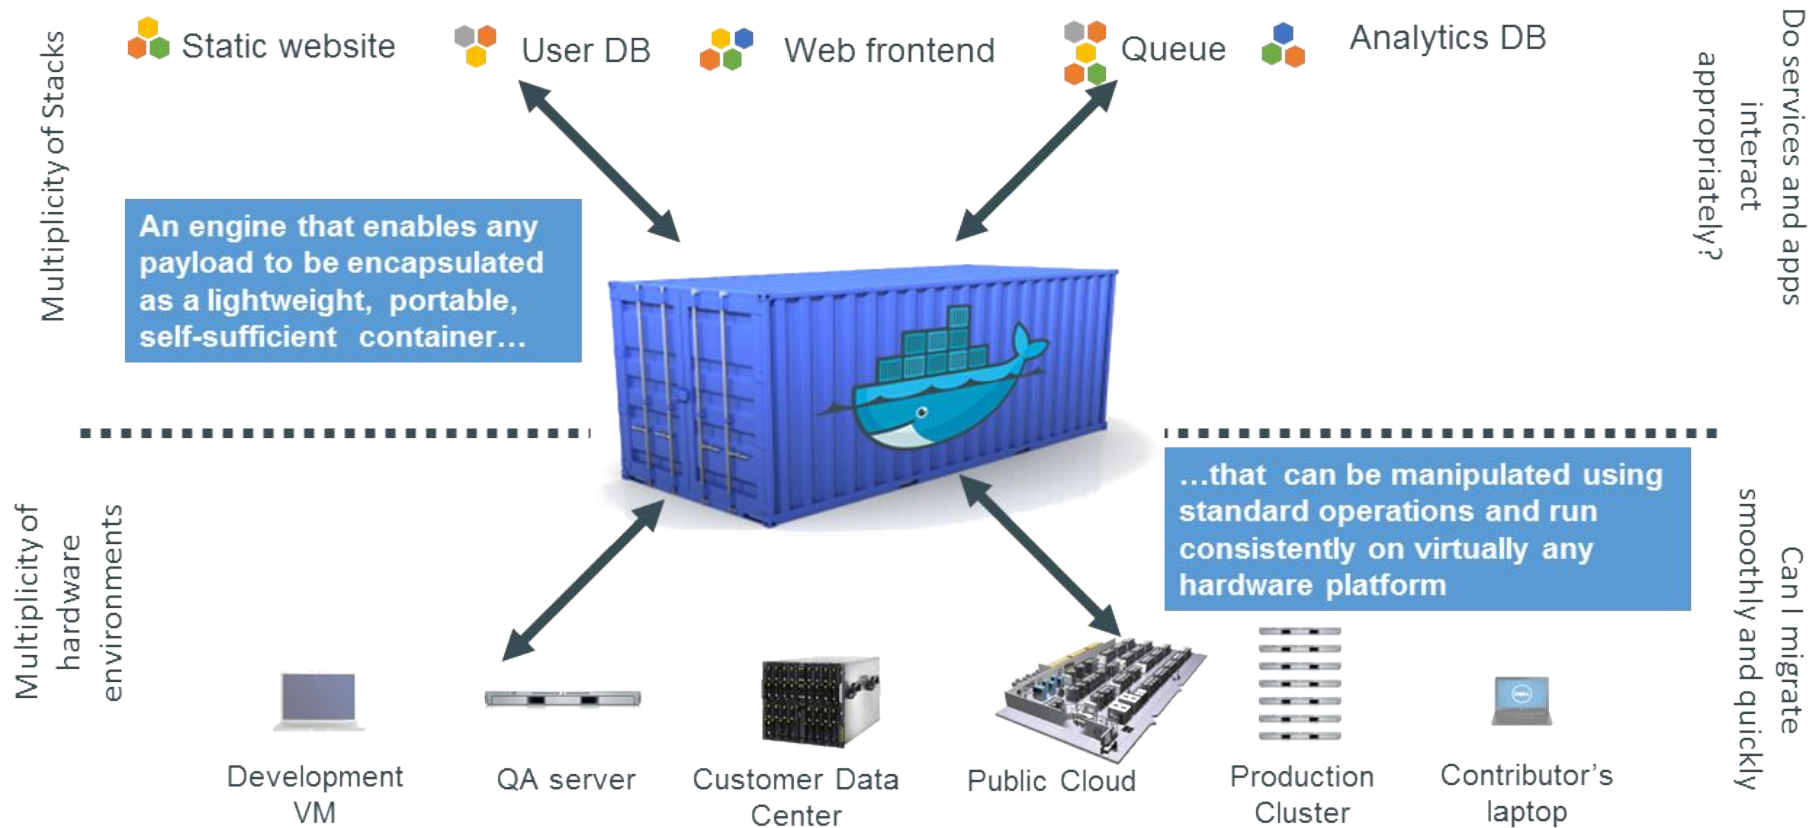 Static website
User DB
Web frontend
Queue
Analytics DB
Multiplicity of Stacks
Do services and apps
interact
appropriately?
An engine that enables any
payload to be encapsulated
as a lightweight, portable,
self-sufficient container...
...that can be manipulated using
standard operations and run
consistently on virtually any
hardware platform
Multiplicity of
hardware
environments
Can I migrate
smoothly and quickly
DELL
Development
VM
QA server
Customer Data
Center
Public Cloud
Production
Cluster
Contributor’s
laptop